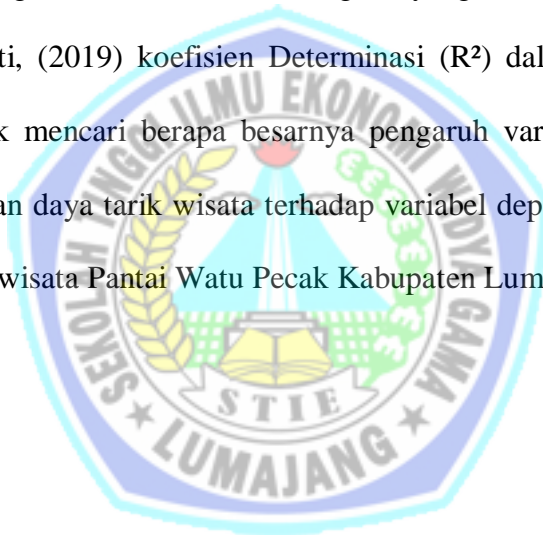 ti, (2019) koefisien Determinasi (R²) dal
k mencari berapa besarnya pengaruh var
an daya tarik wisata terhadap variabel dep
wisata Pantai Watu Pecak Kabupaten Lum
SEKOLAH TINGGI ILMU EKONOMI WIDYA GAMA
STIE
LUMAJANG